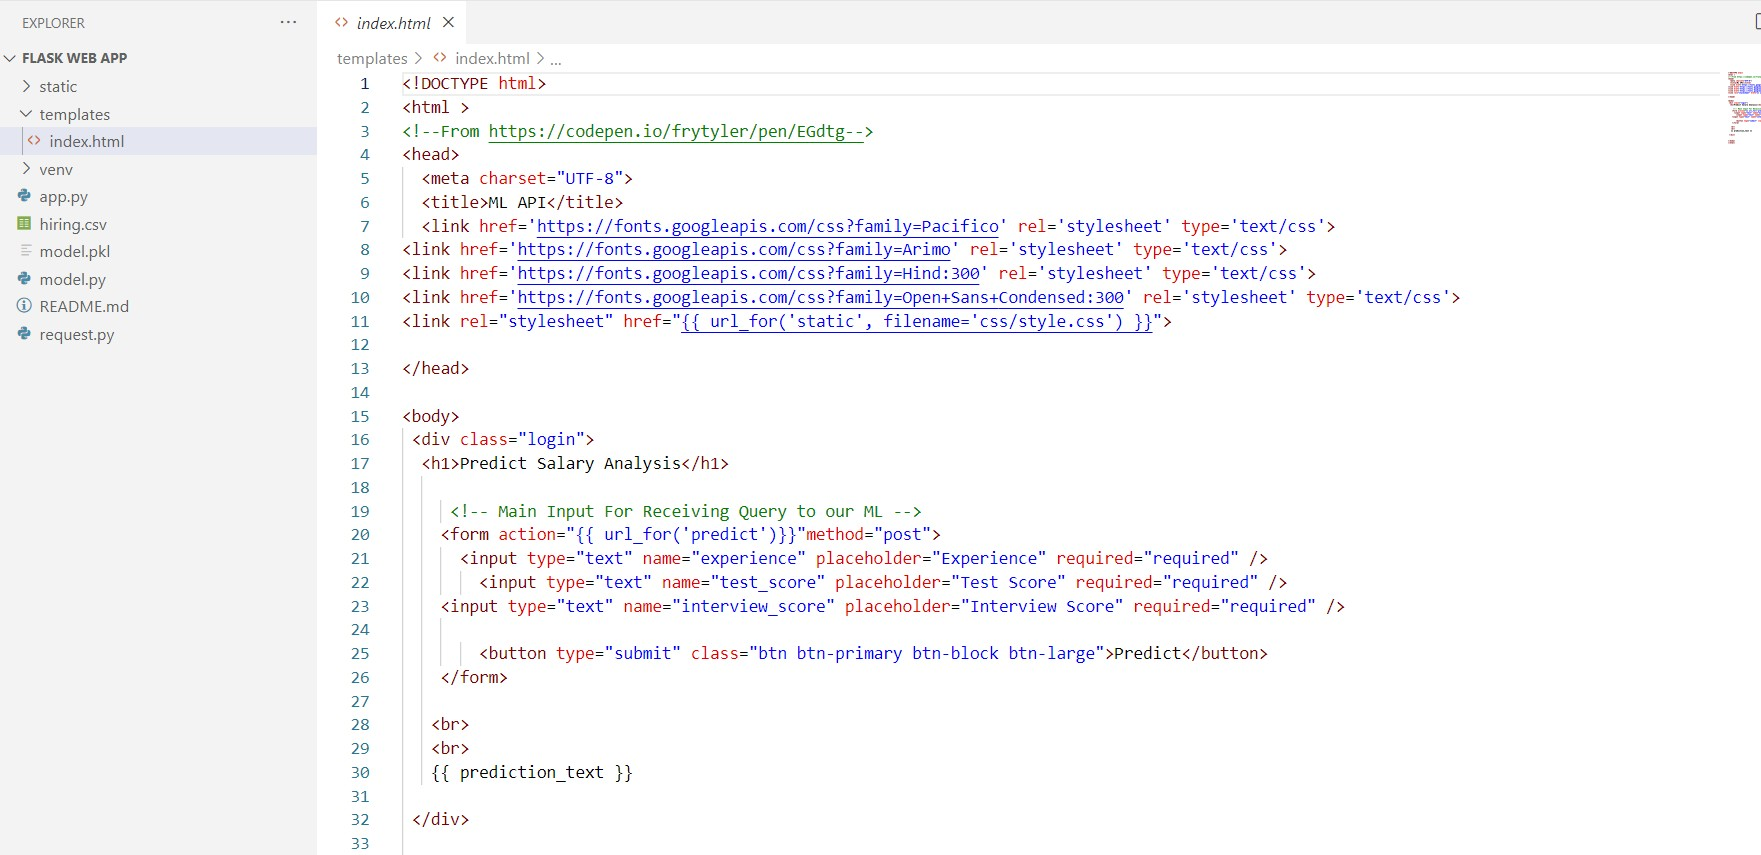 EXPLORER ···
FLASK WEB APP
static
templates
index.html
venv
app.py
hiring.csv
model.pkl
model.py
README.md
request.py
index.html
templates > index.html > ...
1 <!DOCTYPE html>
2 <html >
3 <!--From https://codepen.io/frytyler/pen/EGdtg-->
4 <head>
5 <meta charset="UTF-8">
6 <title>ML API</title>
7 <link href='https://fonts.googleapis.com/css?family=Pacifico' rel='stylesheet' type='text/css'>
8 <link href='https://fonts.googleapis.com/css?family=Arimo' rel='stylesheet' type='text/css'>
9 <link href='https://fonts.googleapis.com/css?family=Hind:300' rel='stylesheet' type='text/css'>
10 <link href='https://fonts.googleapis.com/css?family=Open+Sans+Condensed:300' rel='stylesheet' type='text/css'>
11 <link rel="stylesheet" href="{{ url_for('static', filename='css/style.css') }}">
12
13 </head>
14
15 <body>
16 <div class="login">
17 <h1>Predict Salary Analysis</h1>
18
19 <!-- Main Input For Receiving Query to our ML -->
20 <form action="{{ url_for('predict')}}"method="post">
21 <input type="text" name="experience" placeholder="Experience" required="required" />
22 <input type="text" name="test_score" placeholder="Test Score" required="required" />
23 <input type="text" name="interview_score" placeholder="Interview Score" required="required" />
24
25 <button type="submit" class="btn btn-primary btn-block btn-large">Predict</button>
26 </form>
27
28 <br>
29 <br>
30 {{ prediction_text }}
31
32 </div>
33